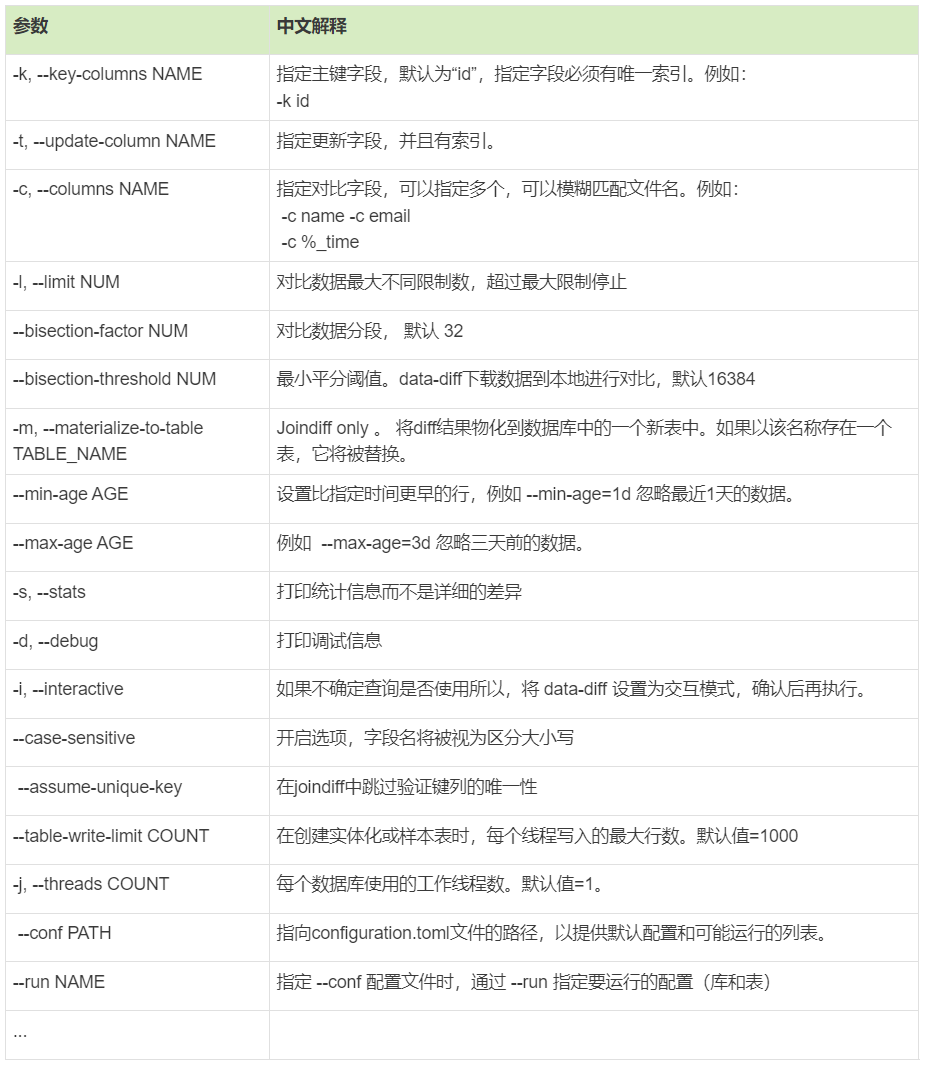 参数
中文解释
-k, --key-columns NAME
指定主键字段，默认为“id”，指定字段必须有唯一索引。例如：
-k id
-t, --update-column NAME
指定更新字段，并且有索引。
-c, --columns NAME
指定对比字段，可以指定多个，可以模糊匹配文件名。例如：
-c name -c email
-c %_time
-l, --limit NUM
对比数据最大不同限制数，超过最大限制停止
--bisection-factor NUM
对比数据分段， 默认 32
--bisection-threshold NUM
最小平分阈值。data-diff下载数据到本地进行对比，默认16384
-m, --materialize-to-table
TABLE_NAME
Joindiff only 。 将diff结果物化到数据库中的一个新表中。如果以该名称存在一个
表，它将被替换。
--min-age AGE
设置比指定时间更早的行，例如 --min-age=1d 忽略最近1天的数据。
--max-age AGE
例如 --max-age=3d 忽略三天前的数据。
-s, --stats
打印统计信息而不是详细的差异
-d, --debug
打印调试信息
-i, --interactive
如果不确定查询是否使用所以，将 data-diff 设置为交互模式，确认后再执行。
--case-sensitive
开启选项，字段名将被视为区分大小写
--assume-unique-key
在joindiff中跳过验证键列的唯一性
--table-write-limit COUNT
在创建实体化或样本表时，每个线程写入的最大行数。默认值=1000
-j, --threads COUNT
每个数据库使用的工作线程数。默认值=1。
--conf PATH
指向configuration.toml文件的路径，以提供默认配置和可能运行的列表。
--run NAME
指定 --conf 配置文件时，通过 --run 指定要运行的配置（库和表）
...